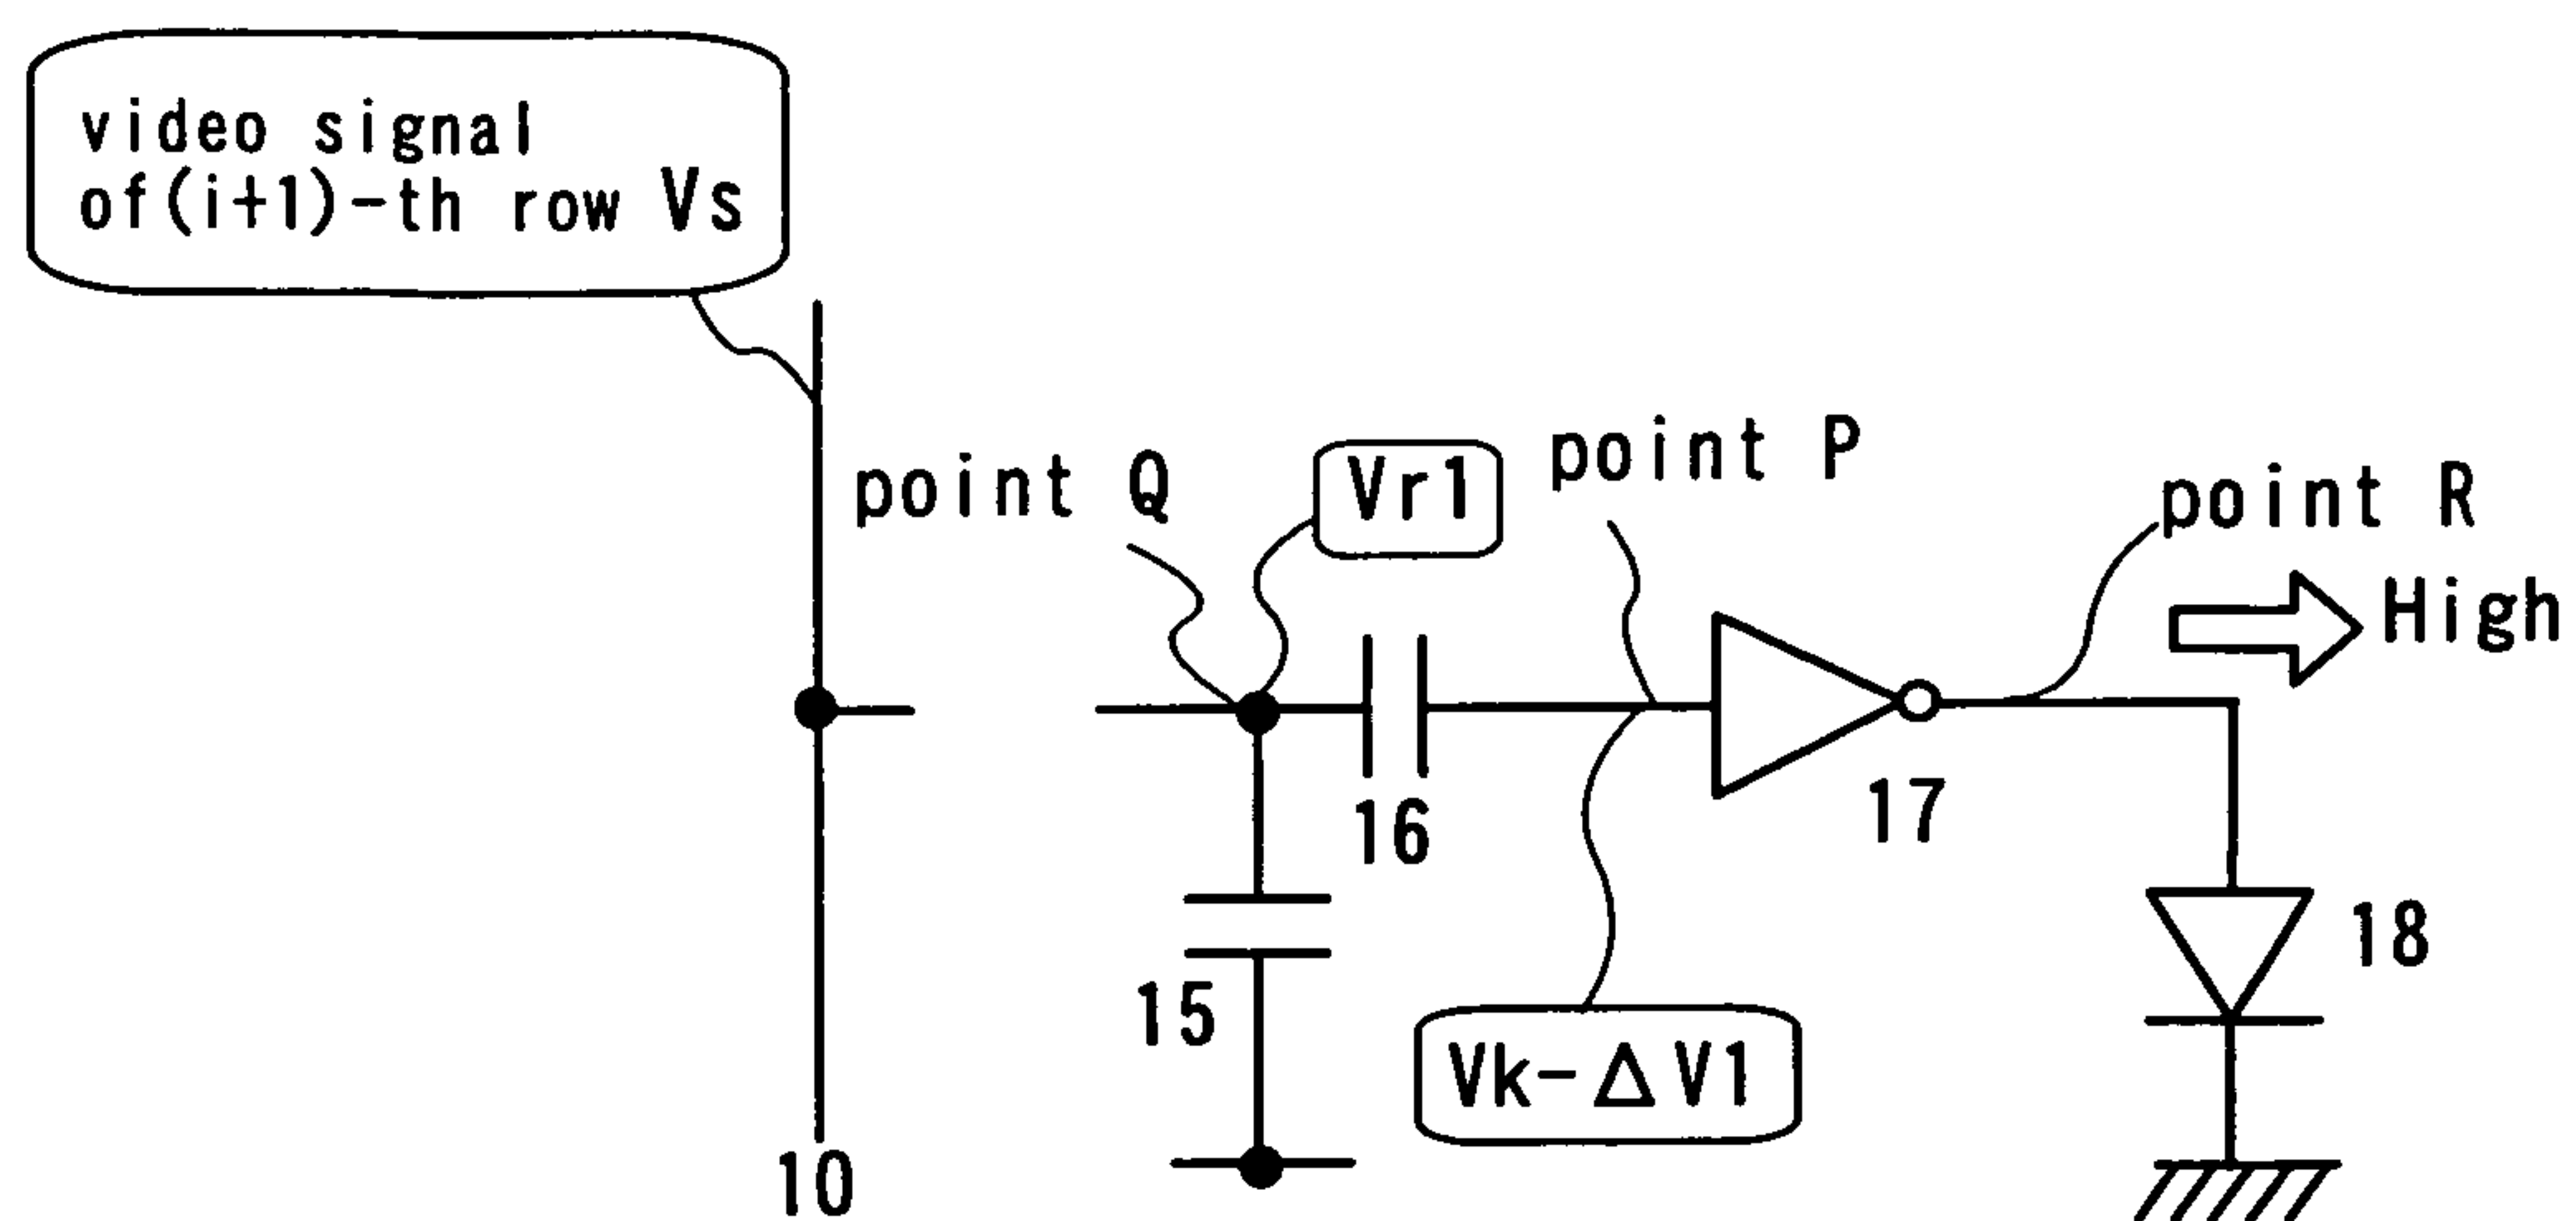 video signal
of(i+1)-th row Vs
point Q
Vr1
point P
point R
High
16
17
18
15
Vk-ΔV1
10